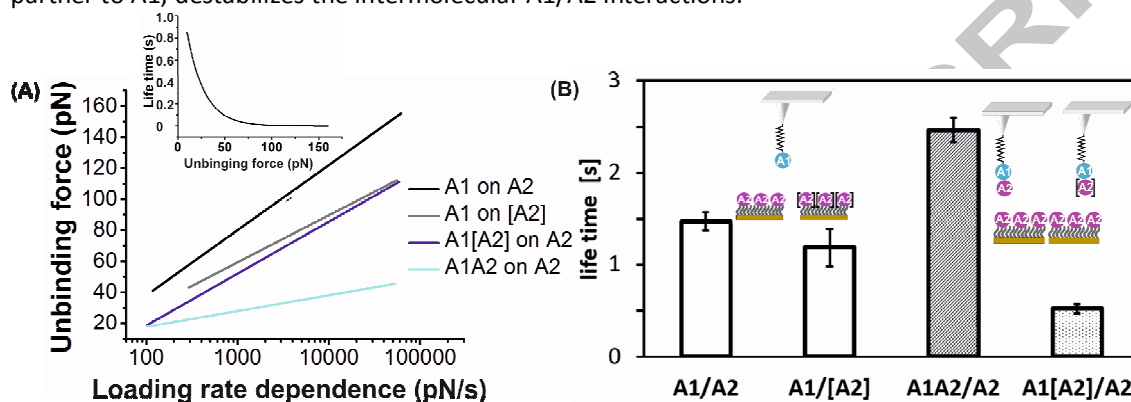 partner to A1, destabilizes the intermolecular A1/A2 interactions.
(A)
Unbinding force (pN)
160
140
120
100
80
60
40
20
100
1000
10000
100000
Loading rate dependence (pN/s)
Life time (s)
1.0
0.8
0.6
0.4
0.2
0
0
50
100
150
Unbinging force (pN)
A1 on A2
A1 on [A2]
A1[A2] on A2
A1A2 on A2
(B)
life time [s]
3
2
1
0
A1
A2 A2 A2
[A2][A2][A2]
A1
A2
A1
[A2]
A2 A2 A2 A2 A2 A2
A1/A2
A1/[A2]
A1A2/A2
A1[A2]/A2